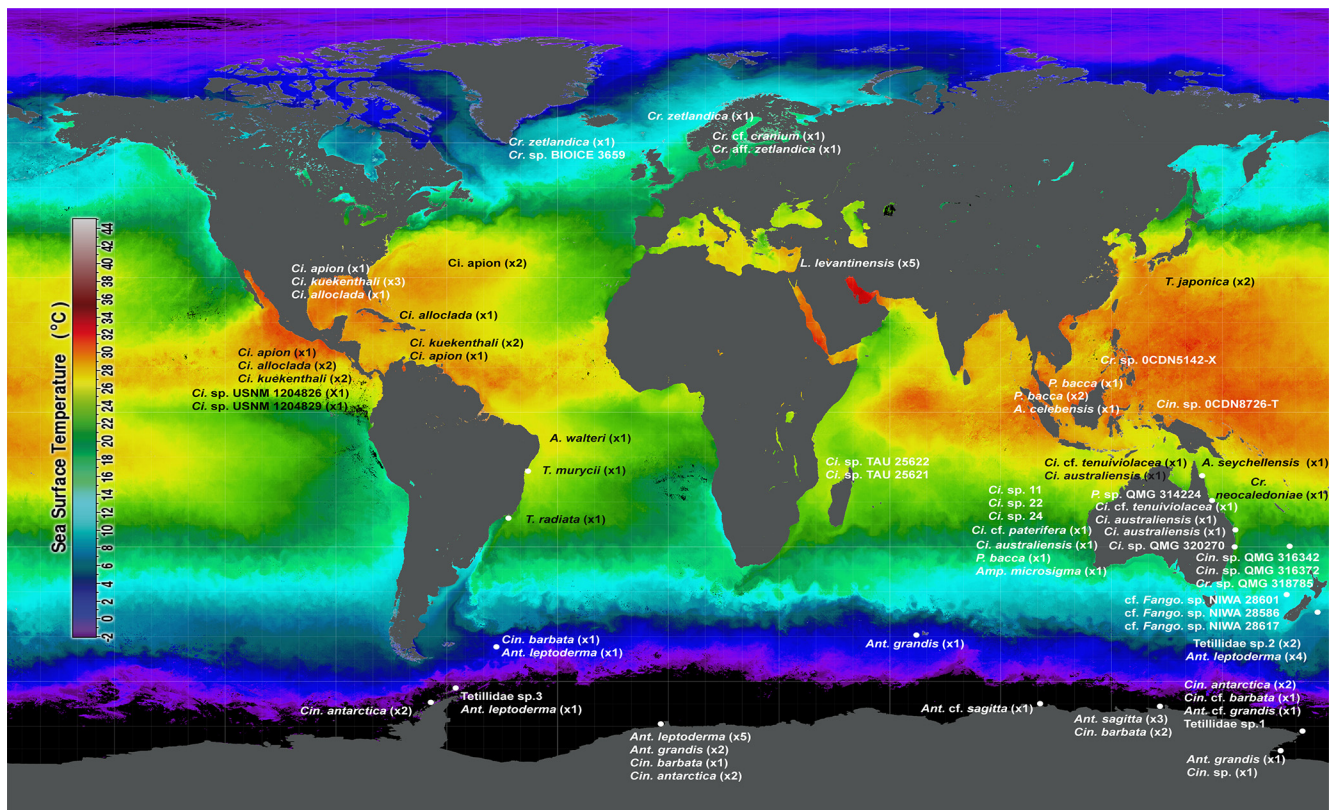 Cr. zetlandica (x1)
Cr. zetlandica (x1)
Cr. sp. BIOICE 3659
Cr. cf. cranium (x1)
Cr. aff. zetlandica (x1)
Sea Surface Temperature (°C)
44
42
40
38
36
34
32
30
28
26
24
22
20
18
16
14
12
10
8
6
4
2
0
-2
Ci. apion (x1)
Ci. kuekenthali (x3)
Ci. alloclada (x1)
Ci. apion (x2)
L. levantinensis (x5)
T. japonica (x2)
Ci. alloclada (x1)
Ci. kuekenthali (x2)
Ci. apion (x1)
Ci. apion (x1)
Ci. alloclada (x2)
Ci. kuekenthali (x2)
Ci. sp. USNM 1204826 (X1)
Ci. sp. USNM 1204829 (x1)
Cr. sp. 0CDN5142-X
P. bacca (x1)
P. bacca (x2)
A. celebensis (x1)
Cin. sp. 0CDN8726-T
A. walteri (x1)
T. murycii (x1)
T. radiata (x1)
Ci. sp. TAU 25622
Ci. sp. TAU 25621
Ci. cf. tenuiviolacea (x1)
Ci. australiensis (x1)
A. seychellensis (x1)
Cr.
neocaledoniae (x1)
Ci. sp. 11
Ci. sp. 22
Ci. sp. 24
Ci. cf. paterifera (x1)
Ci. australiensis (x1)
P. bacca (x1)
Amp. microsigma (x1)
P. sp. QMG 314224
Ci. cf. tenuiviolacea (x1)
Ci. australiensis (x1)
Ci. australiensis (x1)
Ci. sp. QMG 320270
Cin. sp. QMG 316342
Cin. sp. QMG 316372
Cr. sp. QMG 318785
cf. Fango. sp. NIWA 28601
cf. Fango. sp. NIWA 28586
cf. Fango. sp. NIWA 28617
Tetillidae sp.2 (x2)
Ant. leptoderma (x4)
Cin. barbata (x1)
Ant. leptoderma (x1)
Ant. grandis (x1)
Cin. antarctica (x2)
Tetillidae sp.3
Ant. leptoderma (x1)
Ant. cf. sagitta (x1)
Cin. antarctica (x2)
Cin. cf. barbata (x1)
Ant. cf. grandis (x1)
Tetillidae sp.1
Ant. sagitta (x3)
Cin. barbata (x2)
Ant. leptoderma (x5)
Ant. grandis (x2)
Cin. barbata (x1)
Cin. antarctica (x2)
Ant. grandis (x1)
Cin. sp. (x1)